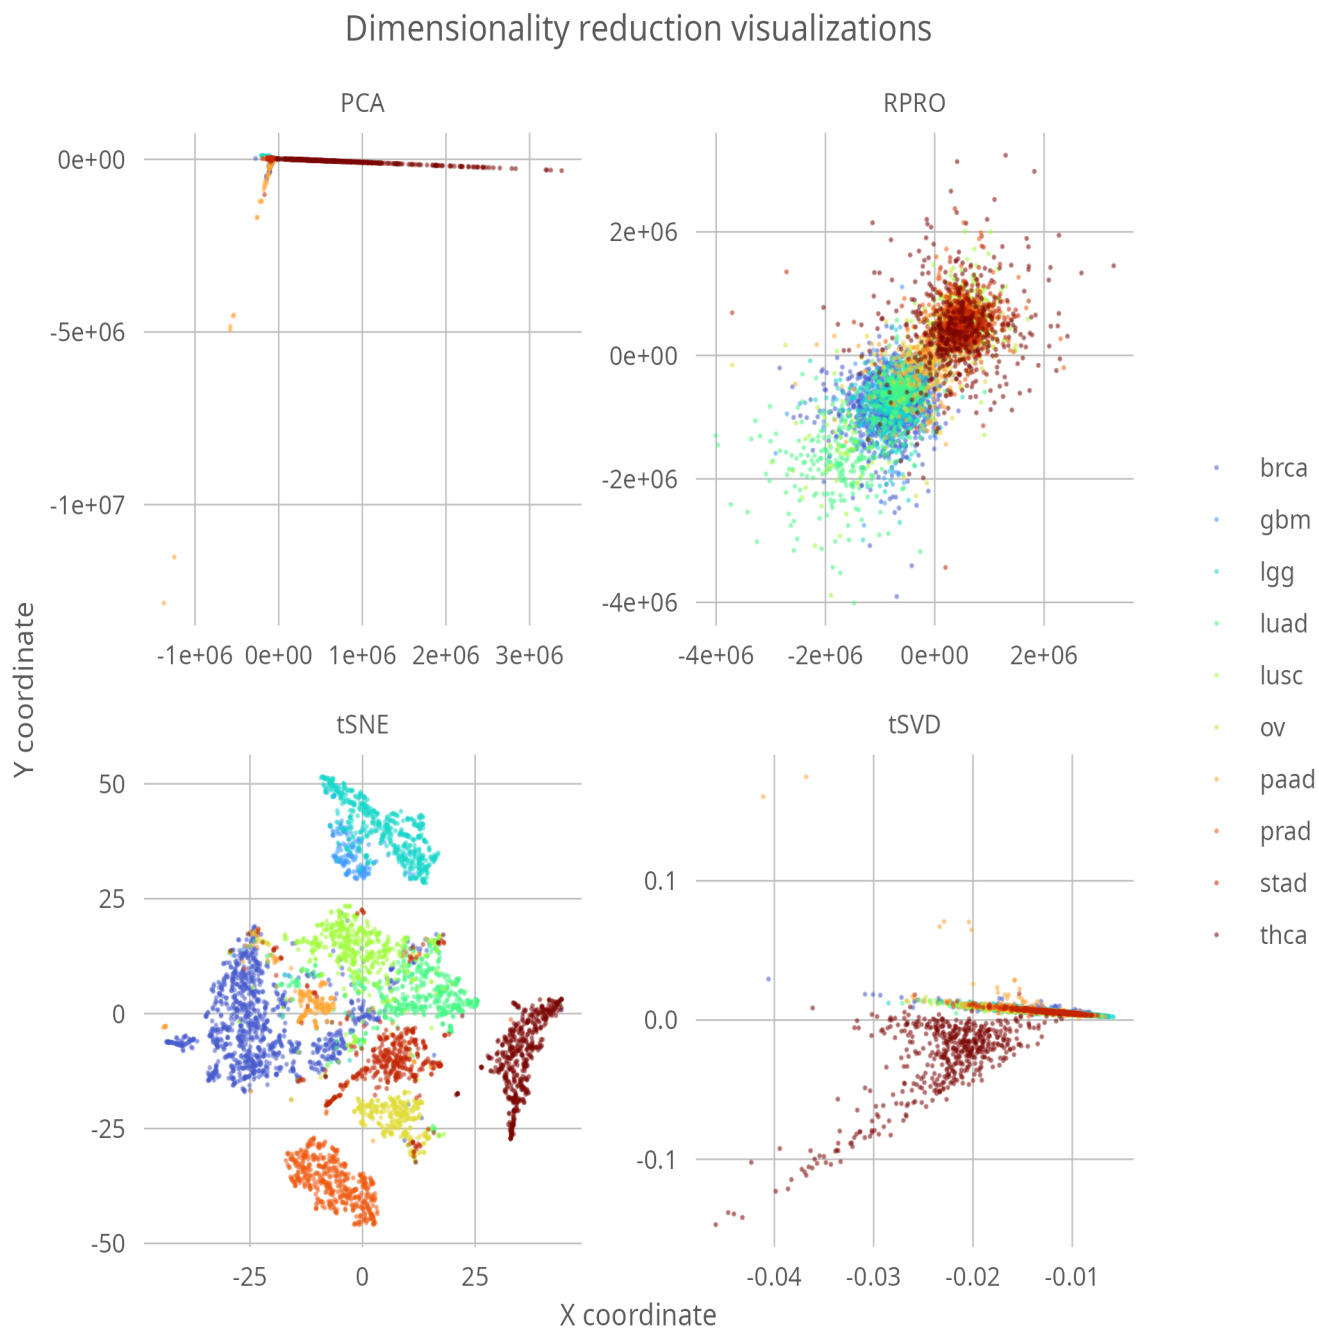 Dimensionality reduction visualizations
PCA
RPRO
0e+00
-5e+06
-1e+07
-1e+06 0e+00 1e+06 2e+06 3e+06
2e+06
0e+00
-2e+06
-4e+06
-4e+06 -2e+06 0e+00 2e+06
tSNE
tSVD
50
25
0
-25
-50
-25 0 25
0.1
0.0
-0.1
-0.04 -0.03 -0.02 -0.01
Y coordinate
X coordinate
brca
gbm
lgg
luad
lusc
ov
paad
prad
stad
thca